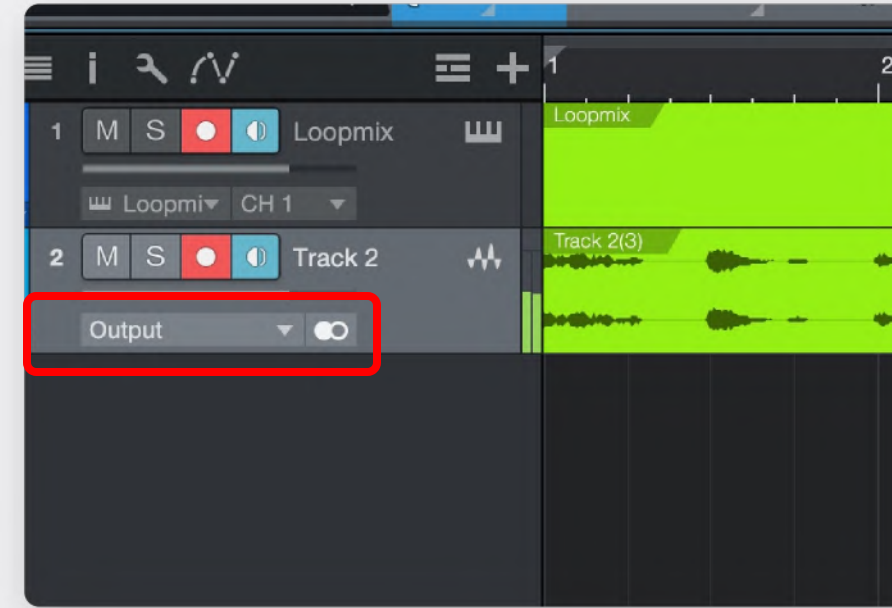 1 2
1 M S Loopmix
Loopmi CH 1
Loopmix
2 M S Track 2
Output
Track 2(3)